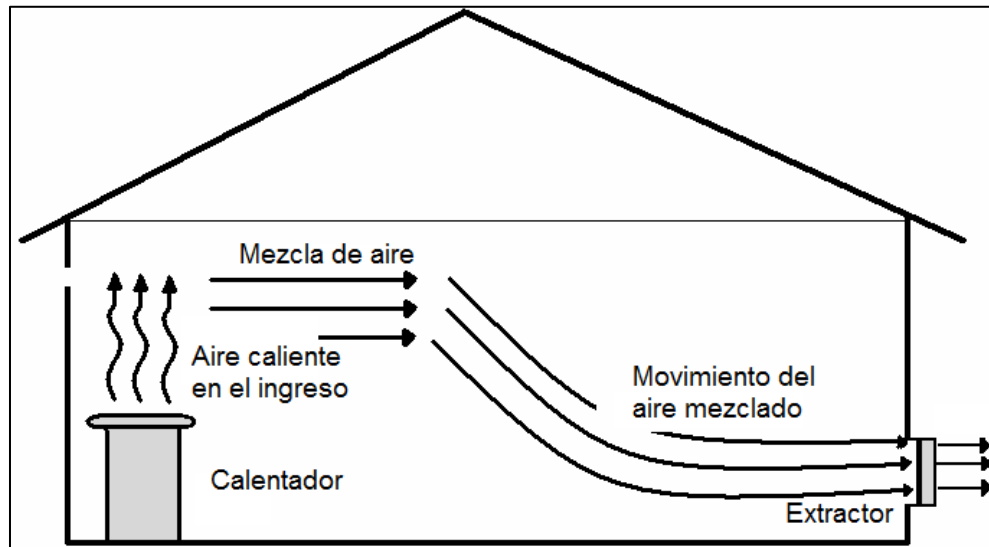 Mezcla de aire
Aire caliente
en el ingreso
Movimiento del
aire mezclado
Calentador
Extractor